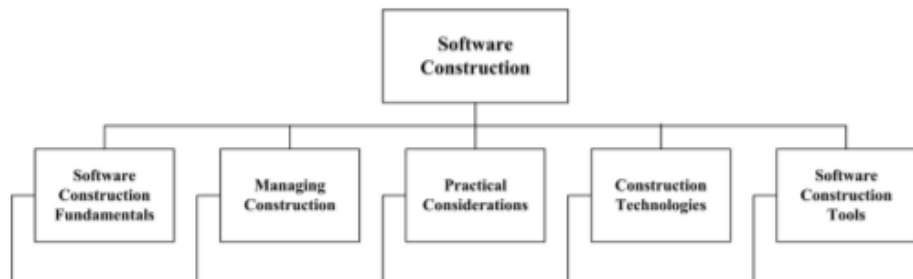 Software
Construction
Software
Construction
Fundamentals
Managing
Construction
Practical
Considerations
Construction
Technologies
Software
Construction
Tools